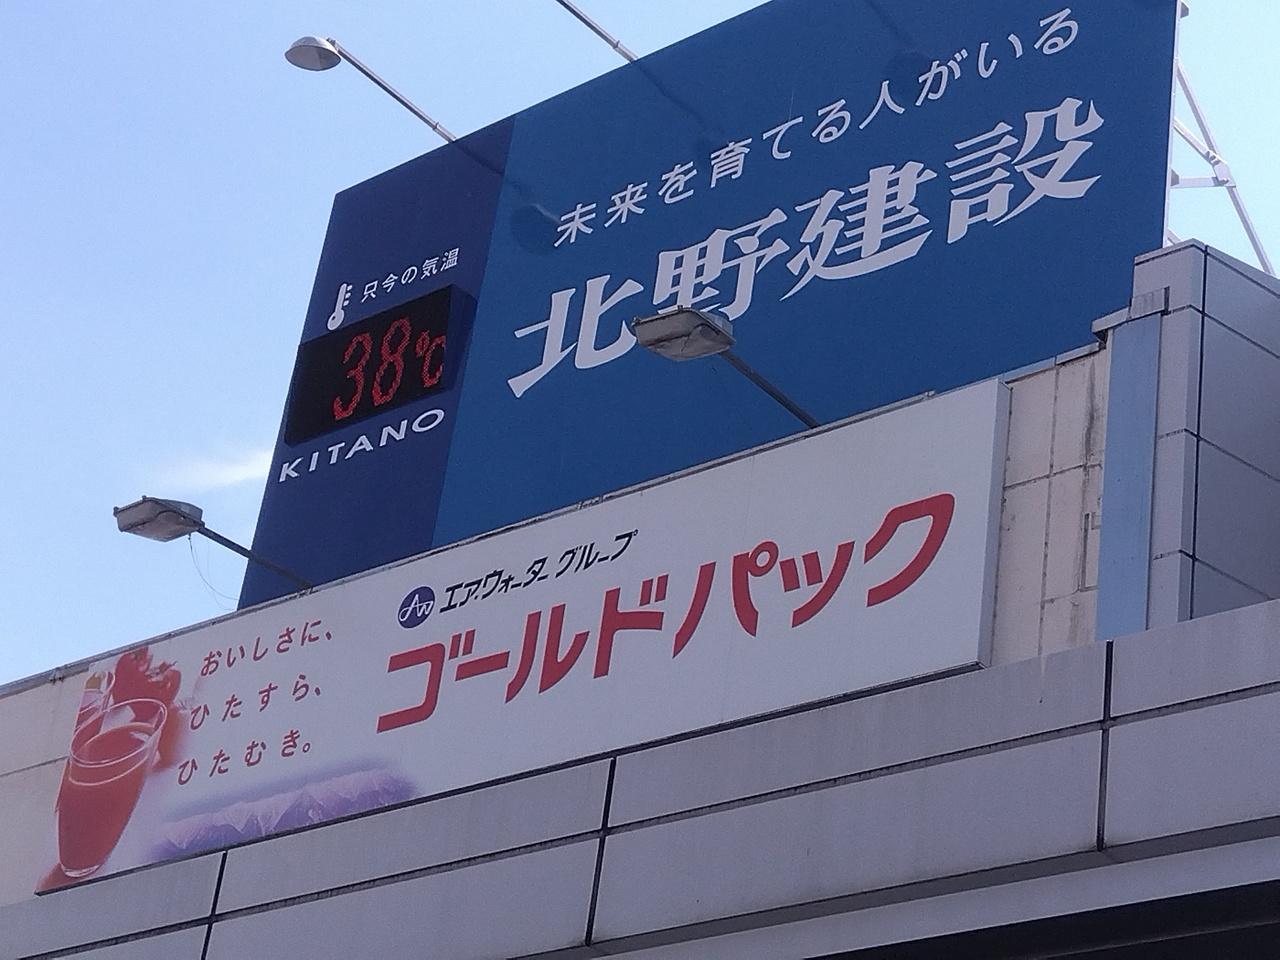 未来を育てる人がいる
北野建設
只今の気温
38℃
KITANO
AW エア・ウォーター グループ
ゴールドパック
おいしさに、
ひたすら、
ひたむき。